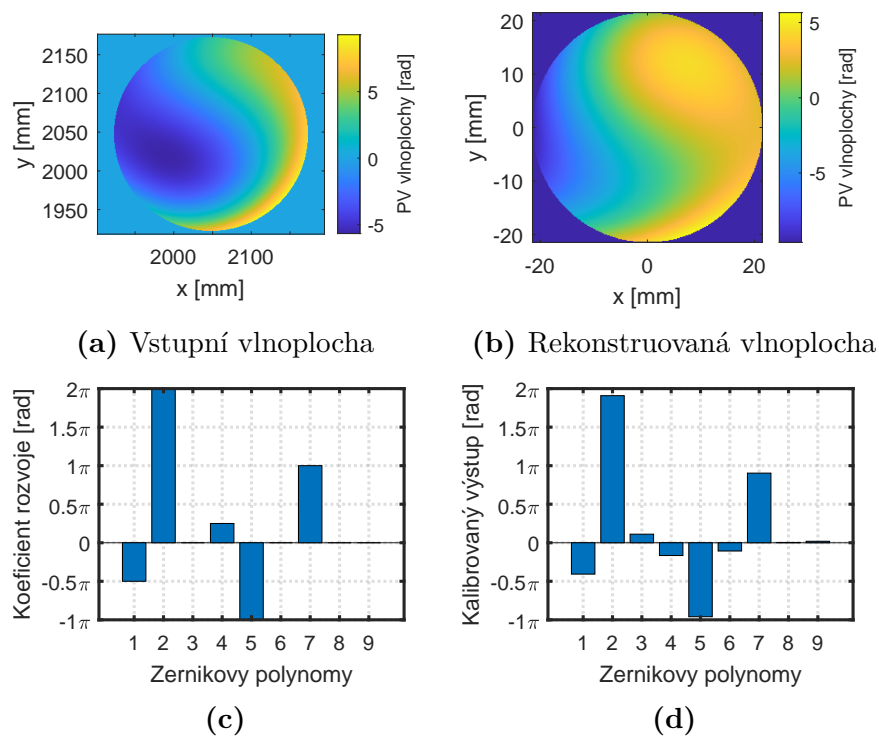 2150
2100
2050
2000
1950
y [mm]
2000 2100
x [mm]
5
0
-5
PV vlnoplochy [rad]
20
10
0
-10
-20
y [mm]
-20 0 20
x [mm]
5
0
-5
PV vlnoplochy [rad]
(a) Vstupní vlnoplocha
(b) Rekonstruovaná vlnoplocha
2π
1.5π
1π
0.5π
0
-0.5π
-1π
Koeficient rozvoje [rad]
1 2 3 4 5 6 7 8 9
Zernikovy polynomy
(c)
2π
1.5π
1π
0.5π
0
-0.5π
-1π
Kalibrovaný výstup [rad]
1 2 3 4 5 6 7 8 9
Zernikovy polynomy
(d)